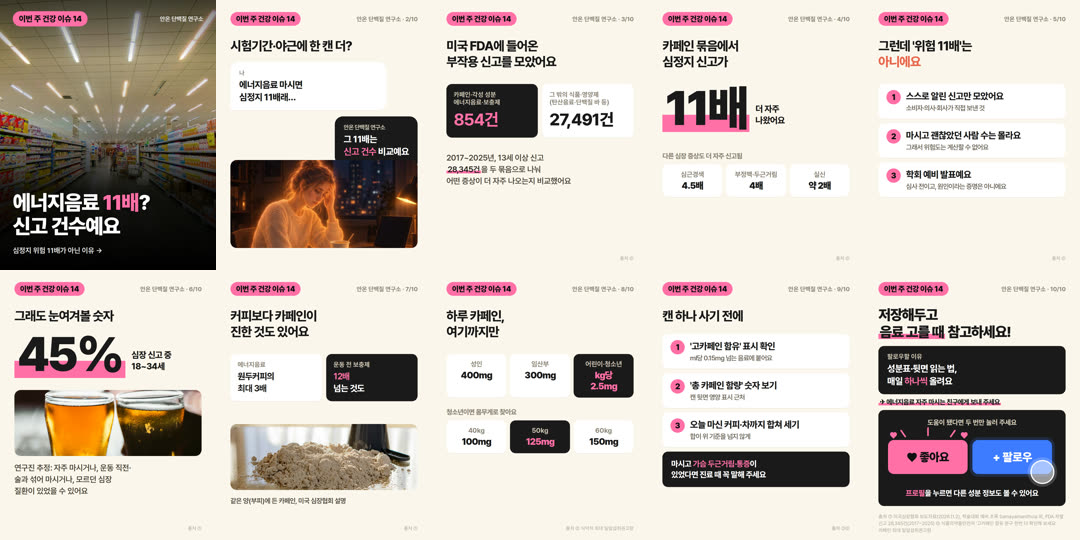 이번 주 건강 이슈 14
안은 단백질 연구소
에너지음료 11배?
신고 건수예요
심정지 위험 11배가 아닌 이유 →
이번 주 건강 이슈 14
안은 단백질 연구소 · 2/10
시험기간·야근에 한 캔 더?
나
에너지음료 마시면
심정지 11배래…
안은 단백질 연구소
그 11배는
신고 건수 비교예요
이번 주 건강 이슈 14
안은 단백질 연구소 · 3/10
미국 FDA에 들어온
부작용 신고를 모았어요
카페인·각성 성분
에너지음료·보충제
854건
그 밖의 식품·영양제
(탄산음료·단백질 바 등)
27,491건
2017~2025년, 13세 이상 신고
28,345건을 두 묶음으로 나눠
어떤 증상이 더 자주 나오는지 비교했어요
출처 ①
이번 주 건강 이슈 14
안은 단백질 연구소 · 4/10
카페인 묶음에서
심정지 신고가
11배
더 자주
나왔어요
다른 심장 증상도 더 자주 신고됨
심근경색
4.5배
부정맥·두근거림
4배
실신
약 2배
출처 ①
이번 주 건강 이슈 14
안은 단백질 연구소 · 5/10
그런데 '위험 11배'는
아니에요
1
스스로 알린 신고만 모았어요
소비자·의사·회사가 직접 보낸 것
2
마시고 괜찮았던 사람 수는 몰라요
그래서 위험도는 계산할 수 없어요
3
학회 예비 발표예요
심사 전이고, 원인이라는 증명은 아니에요
출처 ①
이번 주 건강 이슈 14
안은 단백질 연구소 · 6/10
그래도 눈여겨볼 숫자
45%
심장 신고 중
18~34세
연구진 추정: 자주 마시거나, 운동 직전·
술과 섞어 마시거나, 모르던 심장
질환이 있었을 수 있어요
출처 ①
이번 주 건강 이슈 14
안은 단백질 연구소 · 7/10
커피보다 카페인이
진한 것도 있어요
에너지음료
원두커피의
최대 3배
운동 전 보충제
12배
넘는 것도
같은 양(부피)에 든 카페인, 미국 심장협회 설명
출처 ①
이번 주 건강 이슈 14
안은 단백질 연구소 · 8/10
하루 카페인,
여기까지만
성인
400mg
임산부
300mg
어린이·청소년
kg당
2.5mg
청소년이면 몸무게로 찾아요
40kg
100mg
50kg
125mg
60kg
150mg
이번 주 건강 이슈 14
안은 단백질 연구소 · 9/10
캔 하나 사기 전에
1
'고카페인 함유' 표시 확인
ml당 0.15mg 넘는 음료에 붙어요
2
'총 카페인 함량' 숫자 보기
캔 뒷면 영양 표시 근처
3
오늘 마신 커피·차까지 합쳐 세기
합이 위 기준을 넘지 않게
마시고 가슴 두근거림·통증이
있었다면 진료 때 꼭 말해 주세요
이번 주 건강 이슈 14
안은 단백질 연구소 · 10/10
저장해두고
음료 고를 때 참고하세요!
팔로우할 이유
성분표·뒷면 읽는 법,
매일 하나씩 올려요
✈ 에너지음료 자주 마시는 친구에게 보내 주세요
도움이 됐다면 두 번만 눌러 주세요
♥ 좋아요
+ 팔로우
프로필을 누르면 다른 성분 정보도 볼 수 있어요